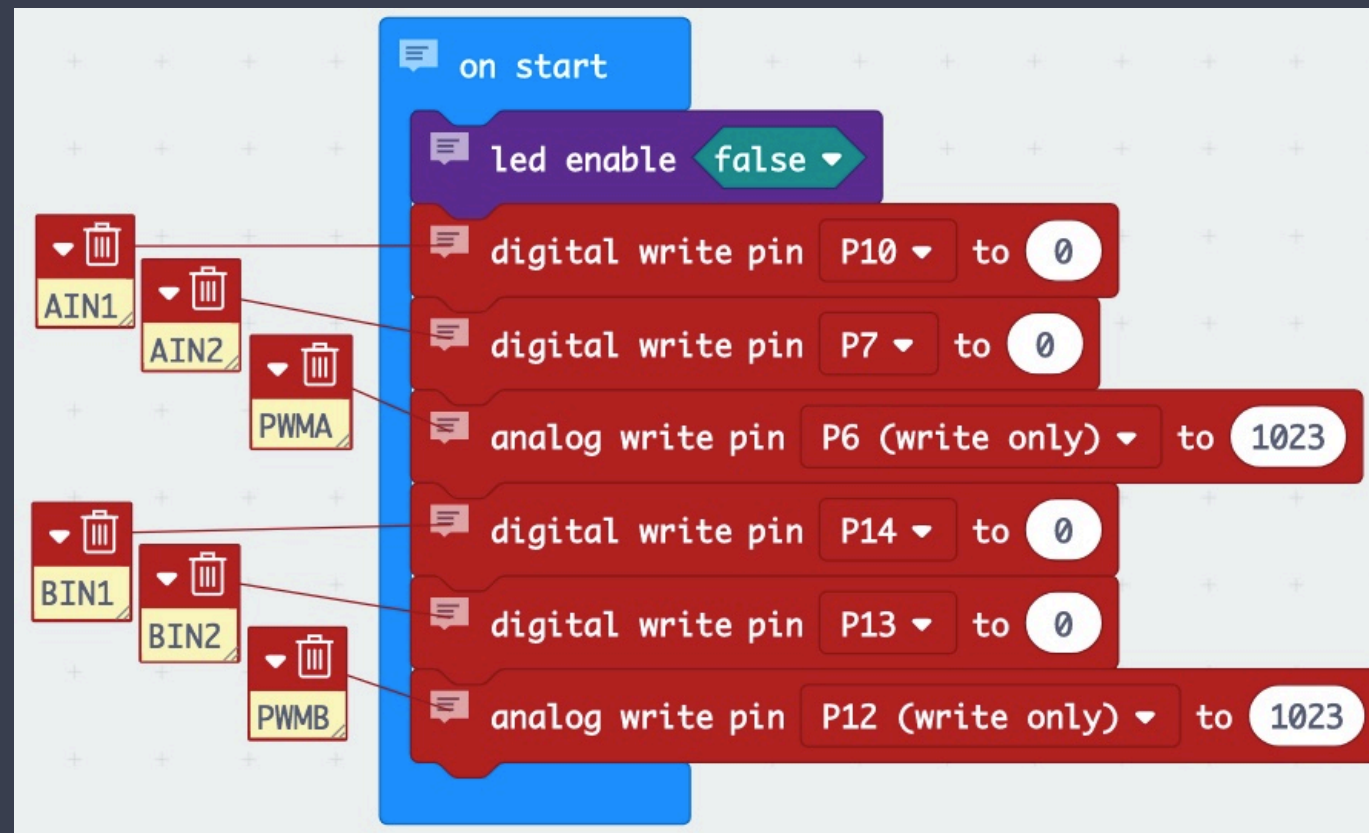 on start
led enable false
digital write pin P10 to 0
AIN1
digital write pin P7 to 0
AIN2
analog write pin P6 (write only) to 1023
PWMA
digital write pin P14 to 0
BIN1
digital write pin P13 to 0
BIN2
analog write pin P12 (write only) to 1023
PWMB